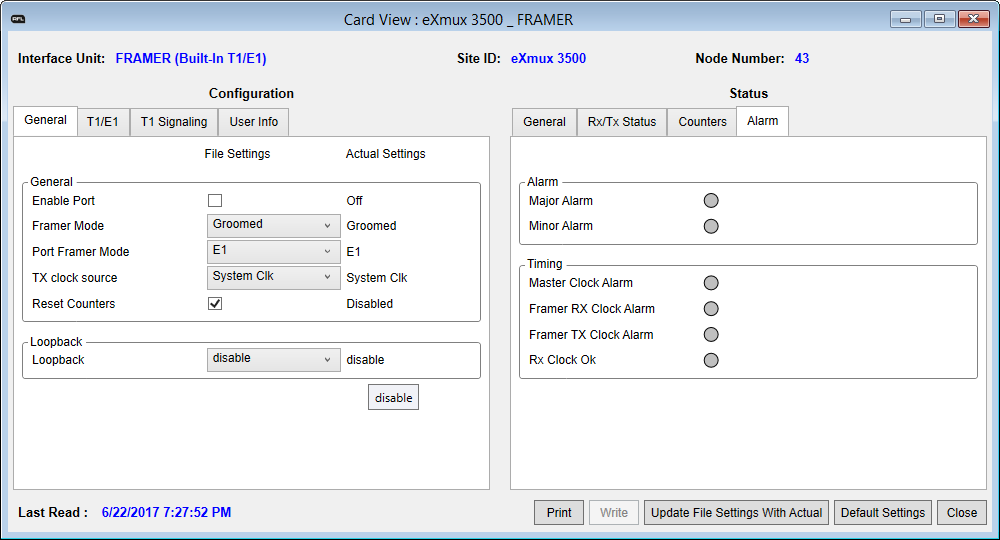 RFL
Card View : eXmux 3500 _ FRAMER
Interface Unit: FRAMER (Built-In T1/E1) Site ID: eXmux 3500 Node Number: 43
Configuration
General T1/E1 T1 Signaling User Info
File Settings Actual Settings
General
Enable Port Off
Framer Mode Groomed Groomed
Port Framer Mode E1 E1
TX clock source System Clk System Clk
Reset Counters Disabled
Loopback
Loopback disable disable
disable
Status
General Rx/Tx Status Counters Alarm
Alarm
Major Alarm
Minor Alarm
Timing
Master Clock Alarm
Framer RX Clock Alarm
Framer TX Clock Alarm
Rx Clock Ok
Last Read : 6/22/2017 7:27:52 PM
Print Write Update File Settings With Actual Default Settings Close